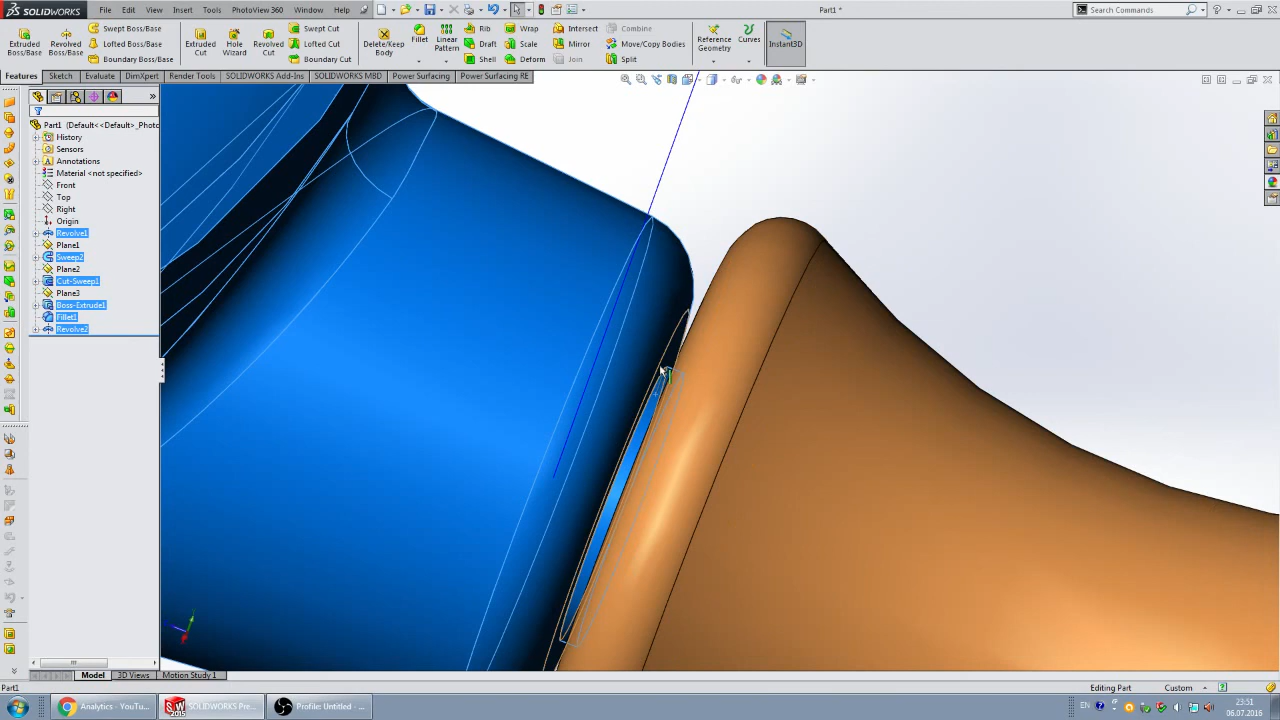 SOLIDWORKS
File Edit View Insert Tools PhotoView 360 Window Help
Part1 *
Search Commands
Extruded Boss/Base
Revolved Boss/Base
Swept Boss/Base
Lofted Boss/Base
Boundary Boss/Base
Extruded Cut
Hole Wizard
Revolved Cut
Swept Cut
Lofted Cut
Boundary Cut
Delete/Keep Body
Fillet
Linear Pattern
Rib
Draft
Shell
Wrap
Scale
Deform
Intersect
Mirror
Join
Combine
Move/Copy Bodies
Split
Reference Geometry
Curves
Instant3D
Features Sketch Evaluate DimXpert Render Tools SOLIDWORKS Add-Ins SOLIDWORKS MBD Power Surfacing Power Surfacing RE
Part1 (Default<<Default>_Photo
History
Sensors
Annotations
Material <not specified>
Front
Top
Right
Origin
Revolve1
Plane1
Sweep2
Plane2
Cut-Sweep1
Plane3
Boss-Extrude1
Fillet1
Revolve2
Model 3D Views Motion Study 1
Part1
Editing Part
Custom
Analytics - YouTu...
SOLIDWORKS Pre...
Profile: Untitled - ...
EN
23:51
06.07.2016